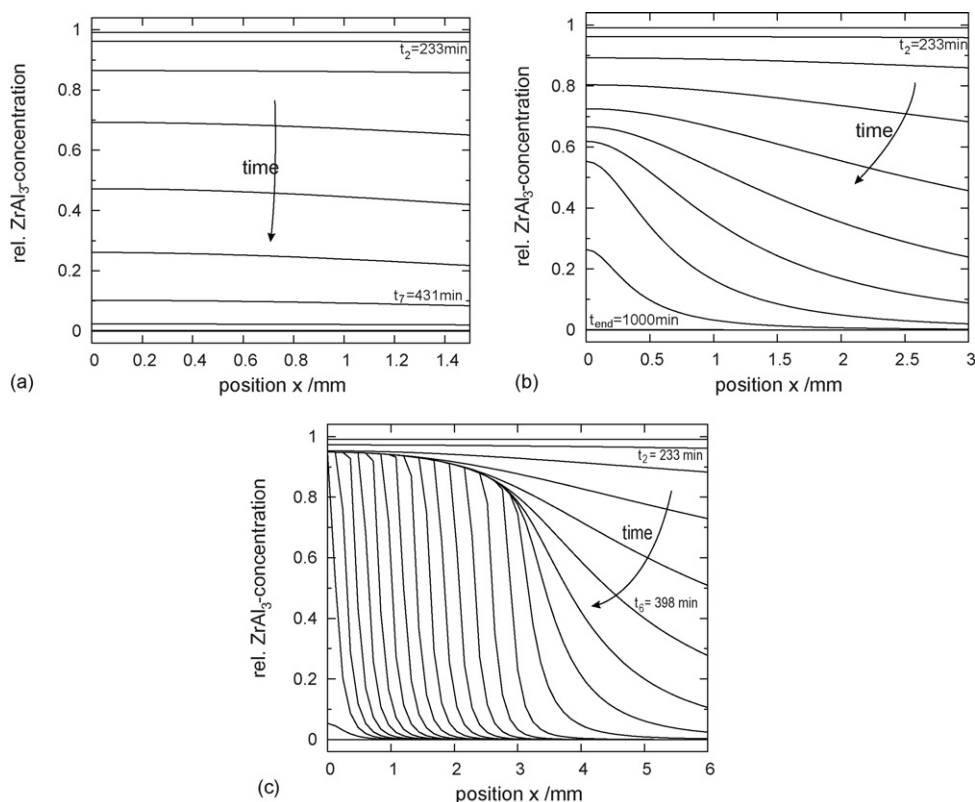 1
0.8
0.6
0.4
0.2
0
rel. ZrAl3-concentration
t2=233min
time
t7=431min
0 0.2 0.4 0.6 0.8 1 1.2 1.4
position x /mm
(a)
1
0.8
0.6
0.4
0.2
0
rel. ZrAl3-concentration
t2=233min
time
tend=1000min
0 0.5 1 1.5 2 2.5 3
position x /mm
(b)
1
0.8
0.6
0.4
0.2
0
rel. ZrAl3-concentration
t2= 233 min
time
t6= 398 min
0 1 2 3 4 5 6
position x /mm
(c)